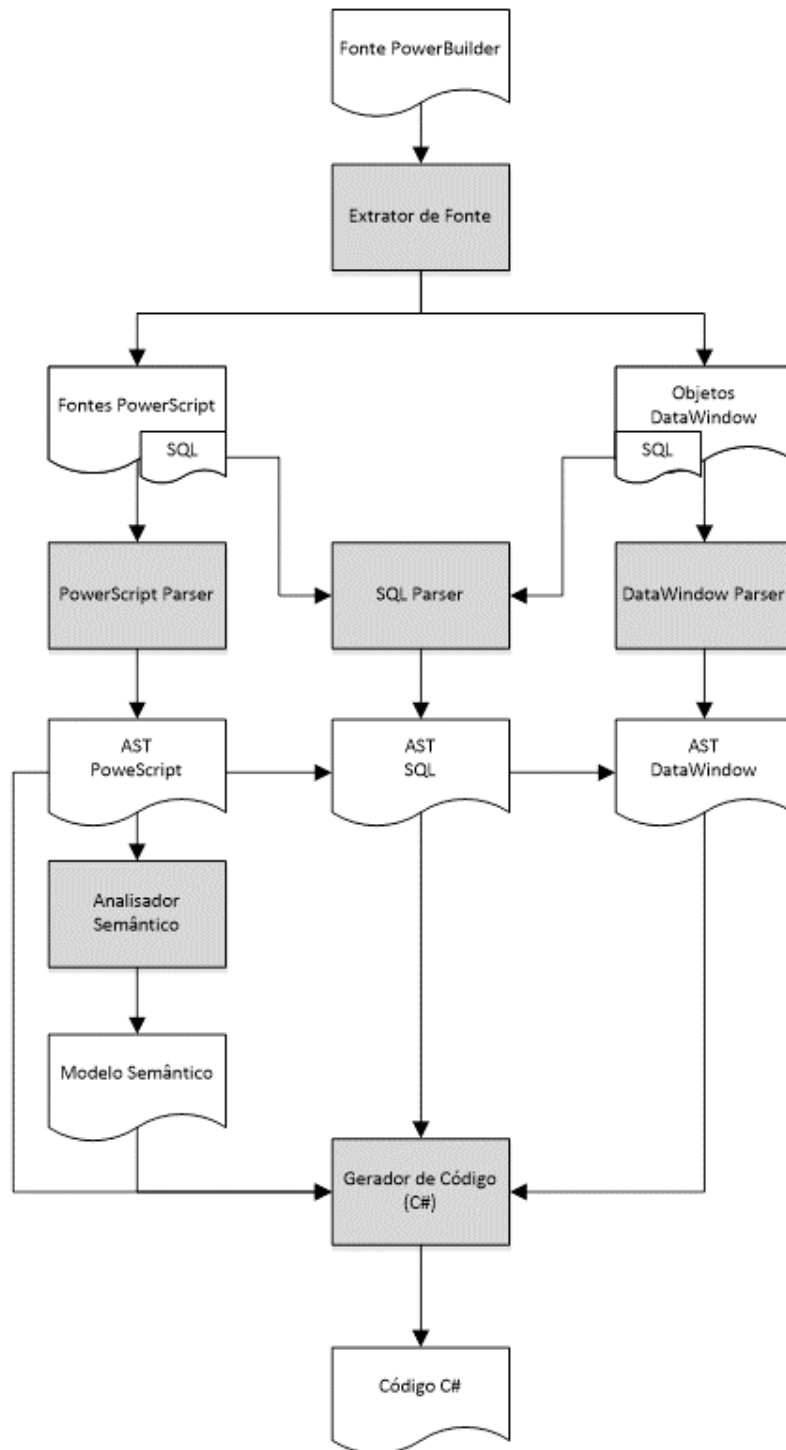 Fonte PowerBuilder
Extrator de Fonte
Fontes PowerScript
SQL
Objetos
DataWindow
SQL
PowerScript Parser
SQL Parser
DataWindow Parser
AST
PoweScript
AST
SQL
AST
DataWindow
Analisador
Semântico
Modelo Semântico
Gerador de Código
(C#)
Código C#